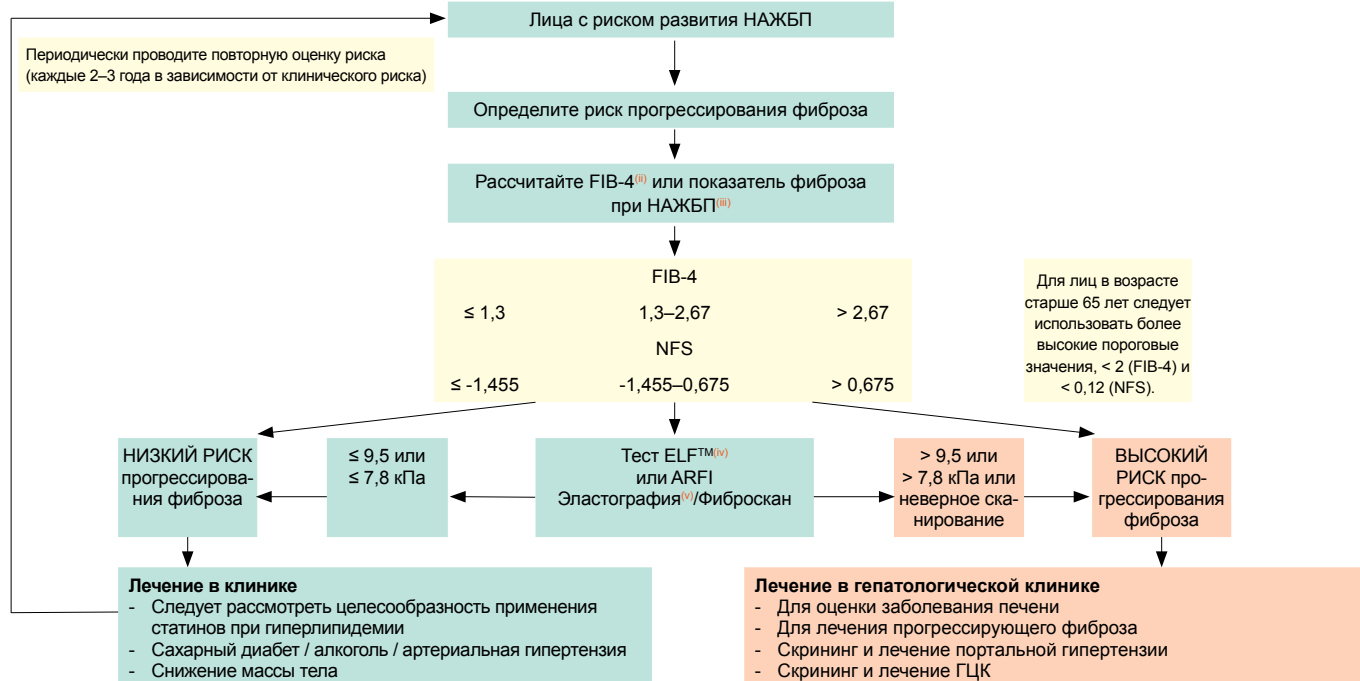 Лица с риском развития НАЖБП
Периодически проводите повторную оценку риска
(каждые 2–3 года в зависимости от клинического риска)
Определите риск прогрессирования фиброза
Рассчитайте FIB-4(ii) или показатель фиброза
при НАЖБП(iii)
FIB-4
≤ 1,3 1,3–2,67 > 2,67
NFS
≤ -1,455 -1,455–0,675 > 0,675
Для лиц в возрасте
старше 65 лет следует
использовать более
высокие пороговые
значения, < 2 (FIB-4) и
< 0,12 (NFS).
НИЗКИЙ РИСК
прогрессирова-
ния фиброза
≤ 9,5 или
≤ 7,8 кПа
Тест ELF™(iv)
или ARFI
Эластография(v)/Фиброскан
> 9,5 или
> 7,8 кПа или
неверное ска-
нирование
ВЫСОКИЙ
РИСК про-
грессирования
фиброза
Лечение в клинике
- Следует рассмотреть целесообразность применения
статинов при гиперлипидемии
- Сахарный диабет / алкоголь / артериальная гипертензия
- Снижение массы тела
Лечение в гепатологической клинике
- Для оценки заболевания печени
- Для лечения прогрессирующего фиброза
- Скрининг и лечение портальной гипертензии
- Скрининг и лечение ГЦК